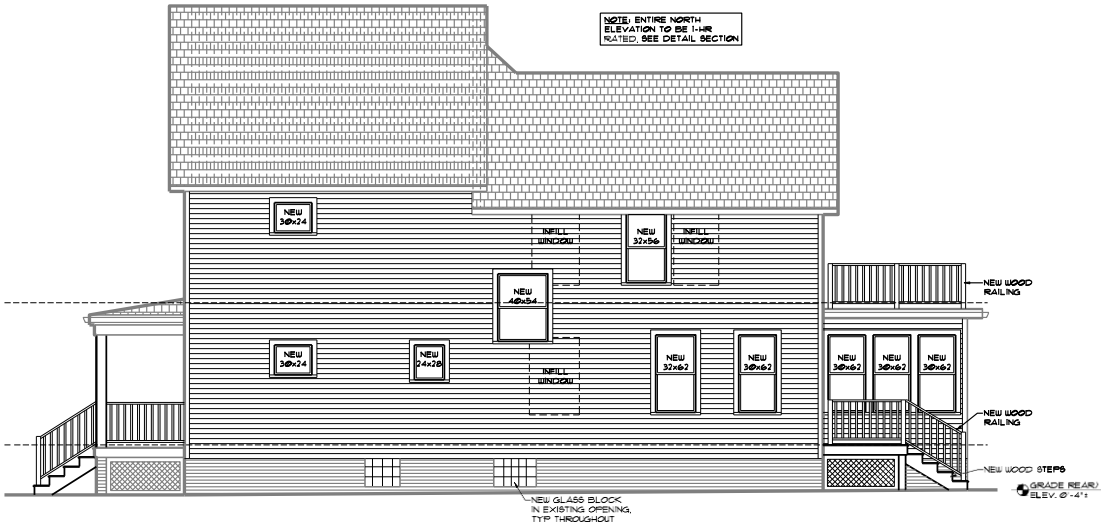 NOTE: ENTIRE NORTH
ELEVATION TO BE 1-HR
RATED, SEE DETAIL SECTION
NEW
30x24
INFILL
WINDOW
NEW
32x56
INFILL
WINDOW
NEW
40x54
NEW WOOD
RAILING
NEW
30x24
NEW
24x28
INFILL
WINDOW
NEW
32x62
NEW
30x62
NEW
30x62
NEW
30x62
NEW
30x62
NEW WOOD
RAILING
NEW WOOD STEPS
GRADE REAR)
ELEV. 0'-4"±
NEW GLASS BLOCK
IN EXISTING OPENING,
TYP THROUGHOUT